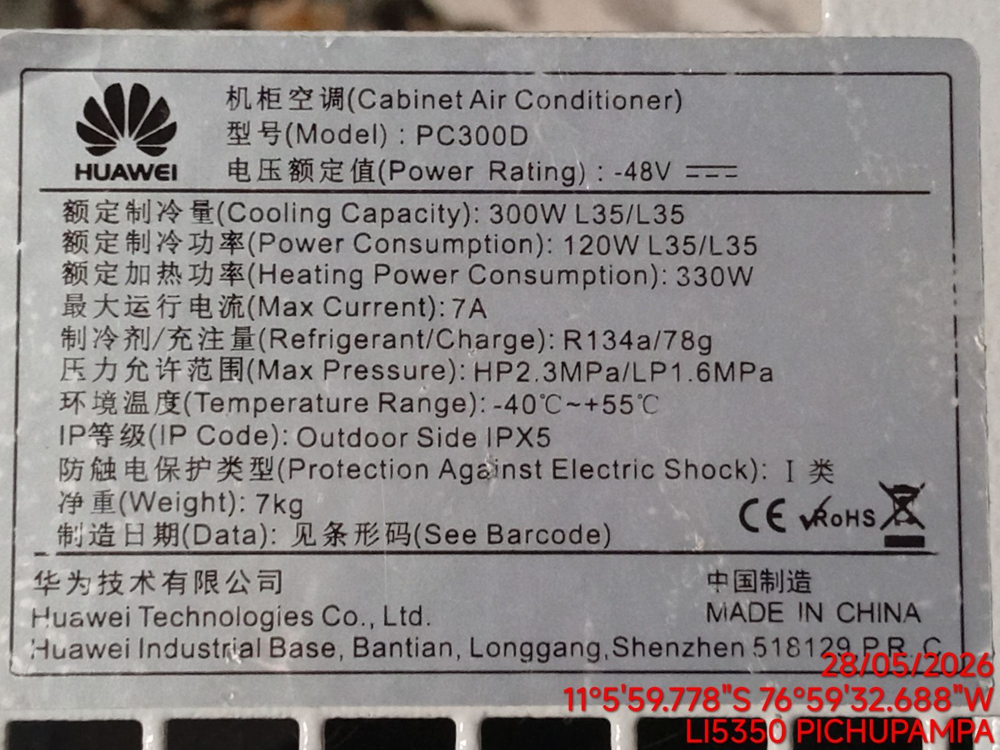 HUAWEI
机柜空调(Cabinet Air Conditioner)
型号(Model) : PC300D
电压额定值(Power Rating) : -48V
额定制冷量(Cooling Capacity): 300W L35/L35
额定制冷功率(Power Consumption): 120W L35/L35
额定加热功率(Heating Power Consumption): 330W
最大运行电流(Max Current): 7A
制冷剂/充注量(Refrigerant/Charge): R134a/78g
压力允许范围(Max Pressure): HP2.3MPa/LP1.6MPa
环境温度(Temperature Range): -40℃~+55℃
IP等级(IP Code): Outdoor Side IPX5
防触电保护类型(Protection Against Electric Shock): I 类
净重(Weight): 7kg
制造日期(Data): 见条形码(See Barcode)
CE RoHS
华为技术有限公司
Huawei Technologies Co., Ltd.
Huawei Industrial Base, Bantian, Longgang,Shenzhen 518129 P.R. C
中国制造
MADE IN CHINA
28/05/2026
11°5'59.778"S 76°59'32.688"W
LI5350 PICHUPAMPA